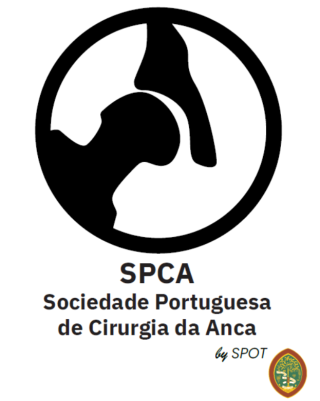 SPCA
Sociedade Portuguesa
de Cirurgia da Anca
by SPOT